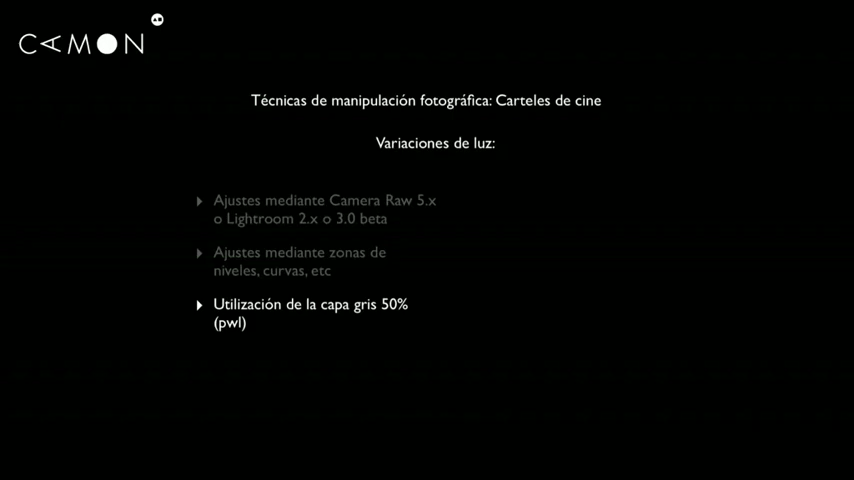 CAMON
Técnicas de manipulación fotográfica: Carteles de cine
Variaciones de luz:
Ajustes mediante Camera Raw 5.x
o Lightroom 2.x o 3.0 beta
Ajustes mediante zonas de
niveles, curvas, etc
Utilización de la capa gris 50%
(pwl)